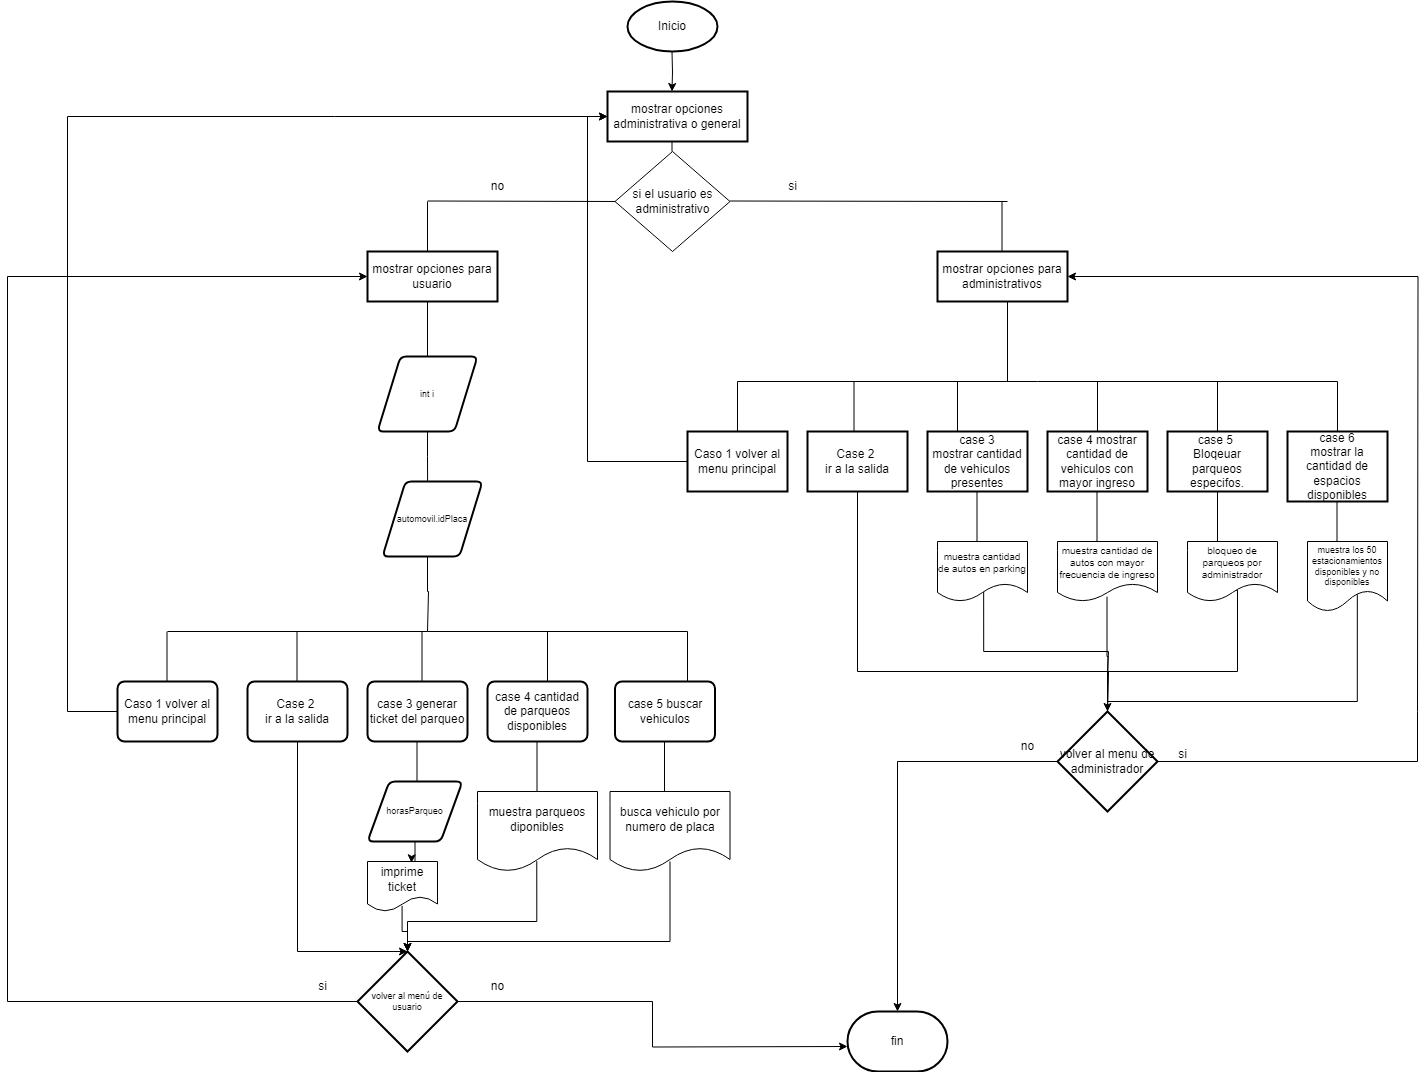 Inicio
mostrar opciones
administrativa o general
no
si el usuario es
administrativo
si
mostrar opciones para
usuario
mostrar opciones para
administrativos
int i
automovil.idPlaca
Caso 1 volver al
menu principal
Case 2
ir a la salida
case 3
mostrar cantidad
de vehiculos
presentes
case 4 mostrar
cantidad de
vehiculos con
mayor ingreso
case 5
Bloqeuar
parqueos
especifos.
case 6
mostrar la
cantidad de
espacios
disponibles
muestra cantidad
de autos en parking
muestra cantidad de
autos con mayor
frecuencia de ingreso
bloqueo de
parqueos por
administrador
muestra los 50
estacionamientos
disponibles y no
disponibles
Caso 1 volver al
menu principal
Case 2
ir a la salida
case 3 generar
ticket del parqueo
case 4 cantidad
de parqueos
disponibles
case 5 buscar
vehiculos
no
volver al menu de
administrador
si
horasParqueo
muestra parqueos
diponibles
busca vehiculo por
numero de placa
imprime
ticket
si
volver al menú de
usuario
no
fin